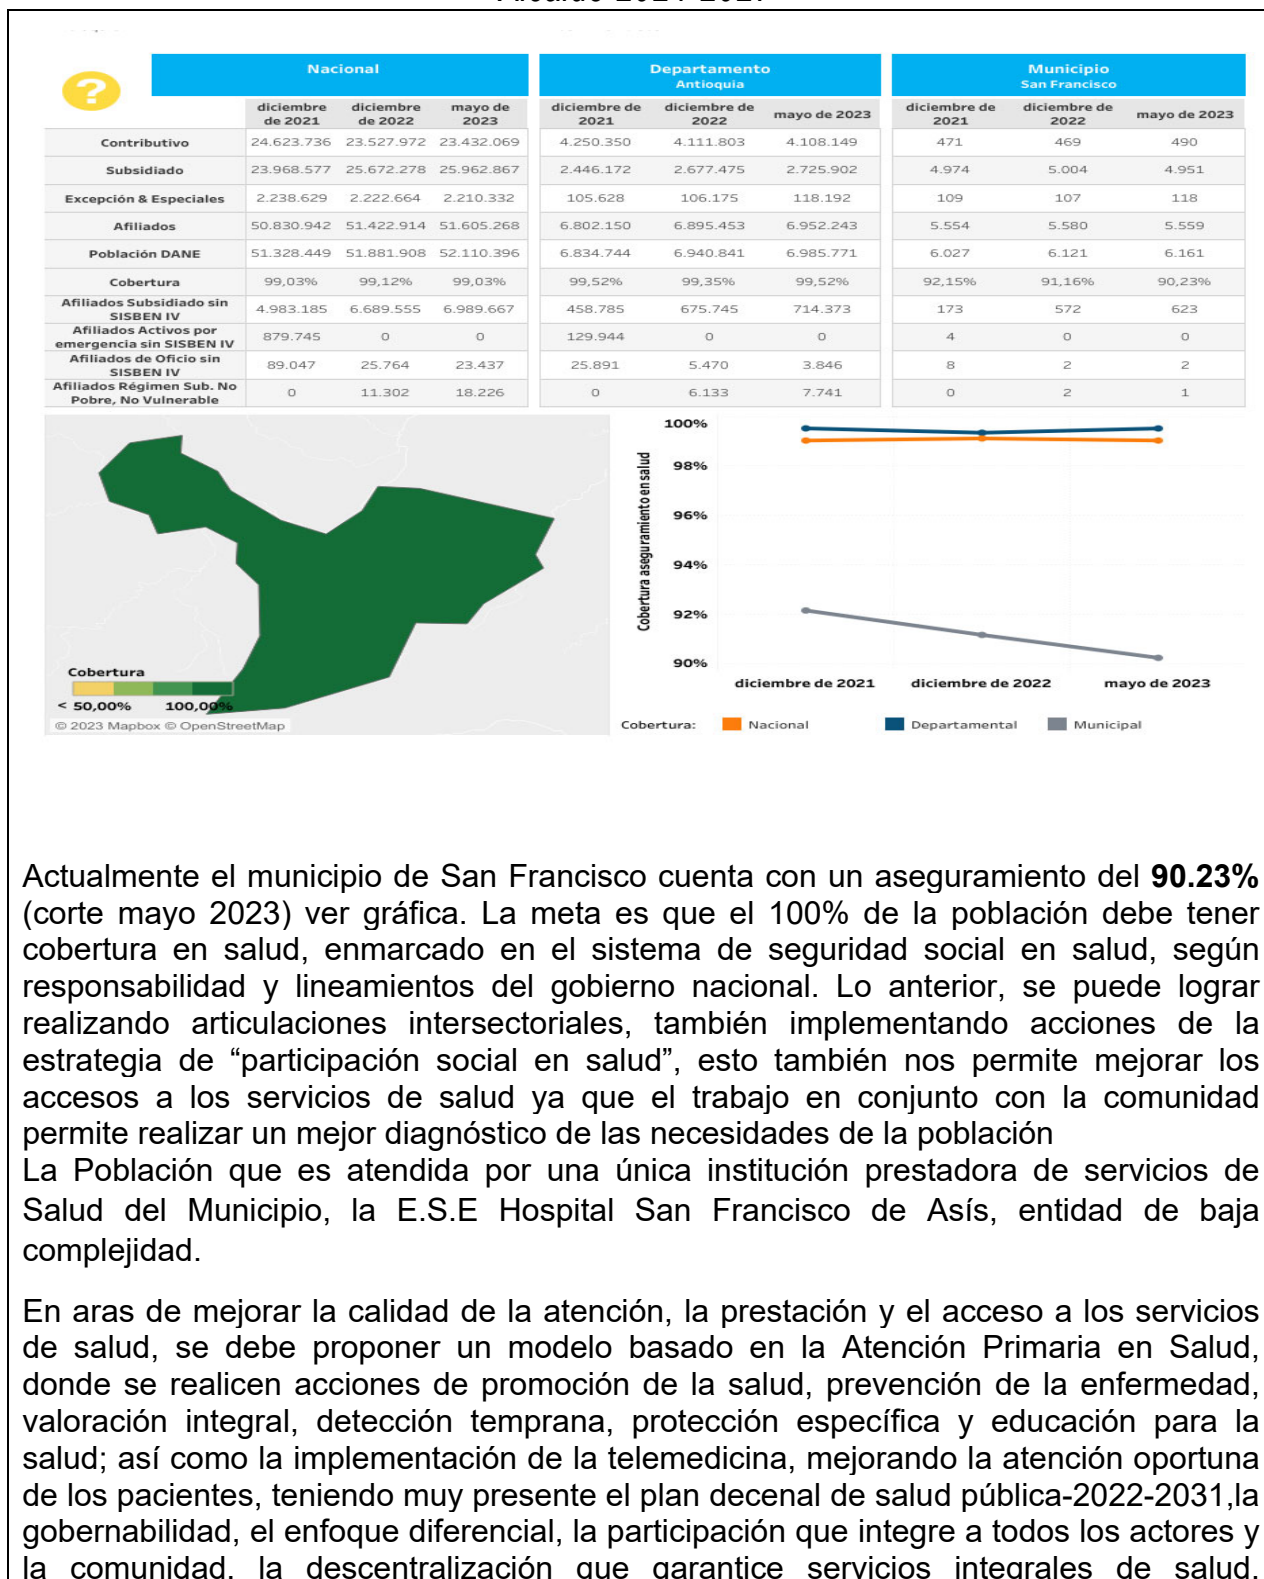 Alcalde 2024-2027
Nacional
Departamento
Antioquia
Municipio
San Francisco
?
diciembre de 2021 diciembre de 2022 mayo de 2023 diciembre de 2021 diciembre de 2022 mayo de 2023 diciembre de 2021 diciembre de 2022 mayo de 2023
Contributivo 24.623.736 23.527.972 23.432.069 4.250.350 4.111.803 4.108.149 471 469 490
Subsidiado 23.968.577 25.672.278 25.962.867 2.446.172 2.677.475 2.725.902 4.974 5.004 4.951
Excepción & Especiales 2.238.629 2.222.664 2.210.332 105.628 106.175 118.192 109 107 118
Afiliados 50.830.942 51.422.914 51.605.268 6.802.150 6.895.453 6.952.243 5.554 5.580 5.559
Población DANE 51.328.449 51.881.908 52.110.396 6.834.744 6.940.841 6.985.771 6.027 6.121 6.161
Cobertura 99,03% 99,12% 99,03% 99,52% 99,35% 99,52% 92,15% 91,16% 90,23%
Afiliados Subsidiado sin SISBEN IV 4.983.185 6.689.555 6.989.667 458.785 675.745 714.373 173 572 623
Afiliados Activos por emergencia sin SISBEN IV 879.745 0 0 129.944 0 0 4 0 0
Afiliados de Oficio sin SISBEN IV 89.047 25.764 23.437 25.891 5.470 3.846 8 2 2
Afiliados Régimen Sub. No Pobre, No Vulnerable 0 11.302 18.226 0 6.133 7.741 0 2 1
Cobertura
< 50,00% 100,00%
© 2023 Mapbox © OpenStreetMap
Cobertura aseguramiento en salud
100%
98%
96%
94%
92%
90%
diciembre de 2021 diciembre de 2022 mayo de 2023
Cobertura: Nacional Departamental Municipal
Actualmente el municipio de San Francisco cuenta con un aseguramiento del 90.23%
(corte mayo 2023) ver gráfica. La meta es que el 100% de la población debe tener
cobertura en salud, enmarcado en el sistema de seguridad social en salud, según
responsabilidad y lineamientos del gobierno nacional. Lo anterior, se puede lograr
realizando articulaciones intersectoriales, también implementando acciones de la
estrategia de “participación social en salud”, esto también nos permite mejorar los
accesos a los servicios de salud ya que el trabajo en conjunto con la comunidad
permite realizar un mejor diagnóstico de las necesidades de la población
La Población que es atendida por una única institución prestadora de servicios de
Salud del Municipio, la E.S.E Hospital San Francisco de Asís, entidad de baja
complejidad.
En aras de mejorar la calidad de la atención, la prestación y el acceso a los servicios
de salud, se debe proponer un modelo basado en la Atención Primaria en Salud,
donde se realicen acciones de promoción de la salud, prevención de la enfermedad,
valoración integral, detección temprana, protección específica y educación para la
salud; así como la implementación de la telemedicina, mejorando la atención oportuna
de los pacientes, teniendo muy presente el plan decenal de salud pública-2022-2031,la
gobernabilidad, el enfoque diferencial, la participación que integre a todos los actores y
la comunidad, la descentralización que garantice servicios integrales de salud,